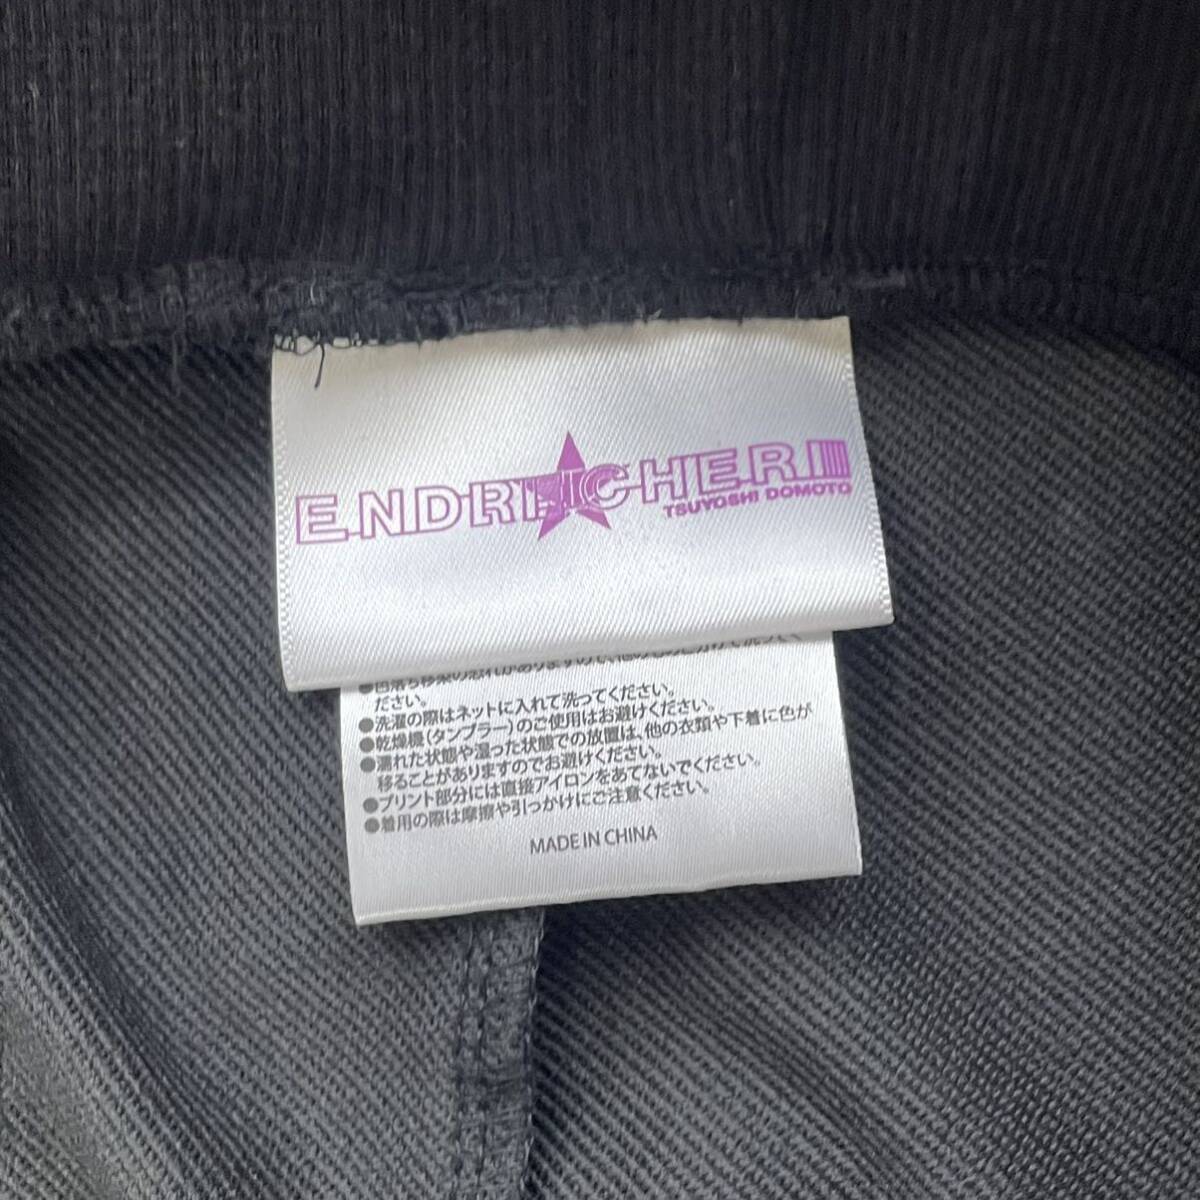 ENDRECHERI
TSUYOSHI DOMOTO
ださい。
●洗濯の際はネットに入れて洗ってください。
●乾燥機(タンブラー)のご使用はお避けください。
●濡れた状態や湿った状態での放置は、他の衣類や下着に色が
移ることがありますのでお避けください。
●プリント部分には直接アイロンをあてないでください。
●着用の際は摩擦や引っかけにご注意ください。
MADE IN CHINA